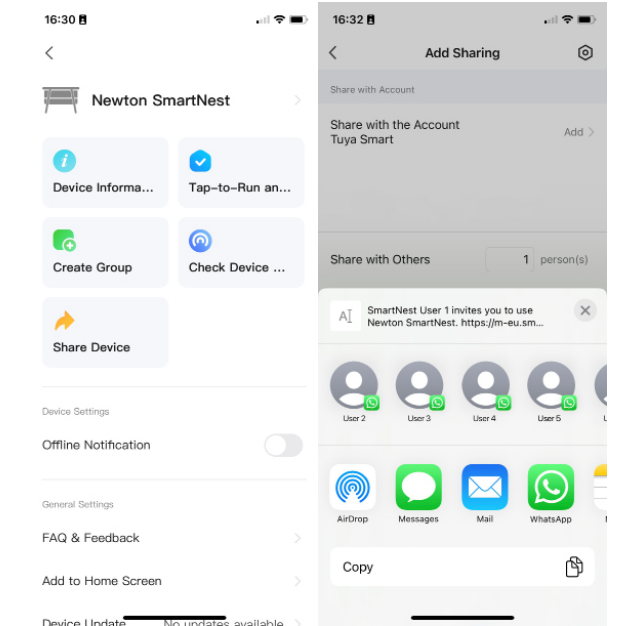 16:30
Newton SmartNest
Device Informa...
Tap-to-Run an...
Create Group
Check Device ...
Share Device
Device Settings
Offline Notification
General Settings
FAQ & Feedback
Add to Home Screen
Device Update No updates available
16:32
Add Sharing
Share with Account
Share with the Account
Tuya Smart
Add
Share with Others 1 person(s)
SmartNest User 1 invites you to use
Newton SmartNest. https://m-eu.sm...
User 2
User 3
User 4
User 5
AirDrop
Messages
Mail
WhatsApp
Copy